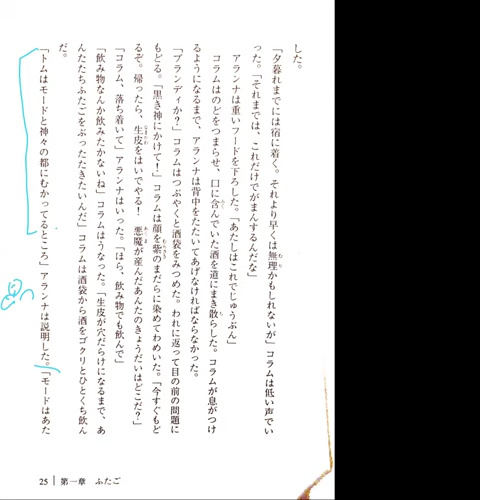 した。
「夕暮れまでには宿に着く。それより早くは無理かもしれないが」コラムは低い声でい
った。「それまでは、これだけでがまんするんだな」
アランナは重いフードを下ろした。「あたしはこれでじゅうぶん」
コラムはのどをつまらせ、口に含んでいた酒を道にまき散らした。コラムが息がつけ
るようになるまで、アランナは背中をたたいてあげなければならなかった。
「ブランディか？」コラムはつぶやくと酒袋をみつめた。われに返って目の前の問題に
もどる。「黒き神にかけて！」コラムは顔を紫のまだらに染めてわめいた。「今すぐもど
るぞ。帰ったら、生皮をはいでやる！　悪魔が産んだあんたのきょうだいはどこだ？」
「コラム、落ち着いて」アランナはいった。「ほら、飲み物でも飲んで」
「飲み物なんか飲みたかないね」コラムはうなった。「生皮が穴だらけになるまで、あ
んたたちふたごをぶったたきたいんだ」コラムは酒袋から酒をゴクリとひとくち飲ん
だ。
「トムはモードと神々の都にむかってるところ」アランナは説明した。「モードはあた
25 第一章　ふたご